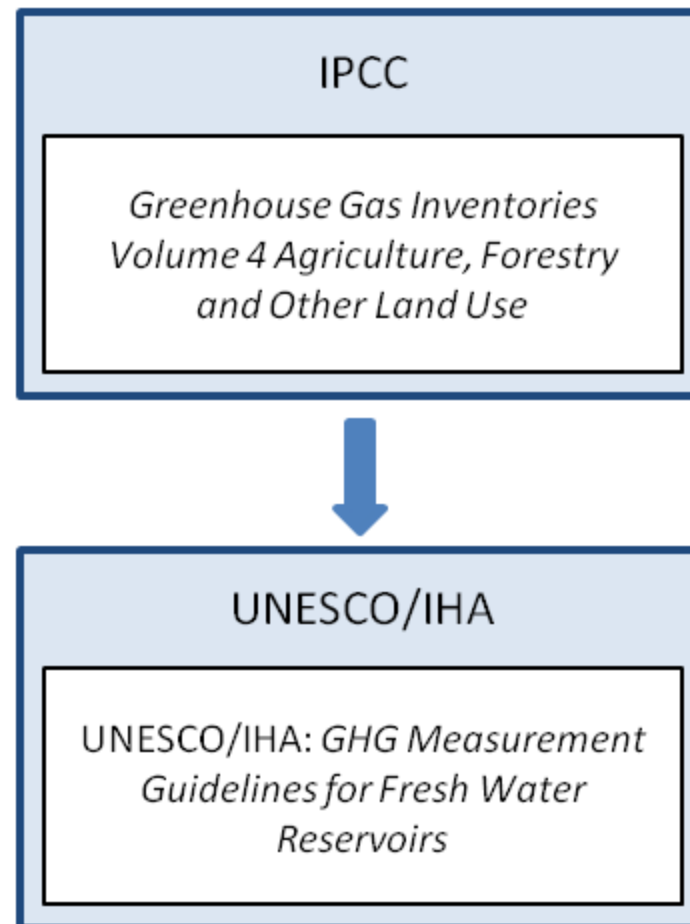 IPCC
Greenhouse Gas Inventories
Volume 4 Agriculture, Forestry
and Other Land Use
UNESCO/IHA
UNESCO/IHA: GHG Measurement
Guidelines for Fresh Water
Reservoirs